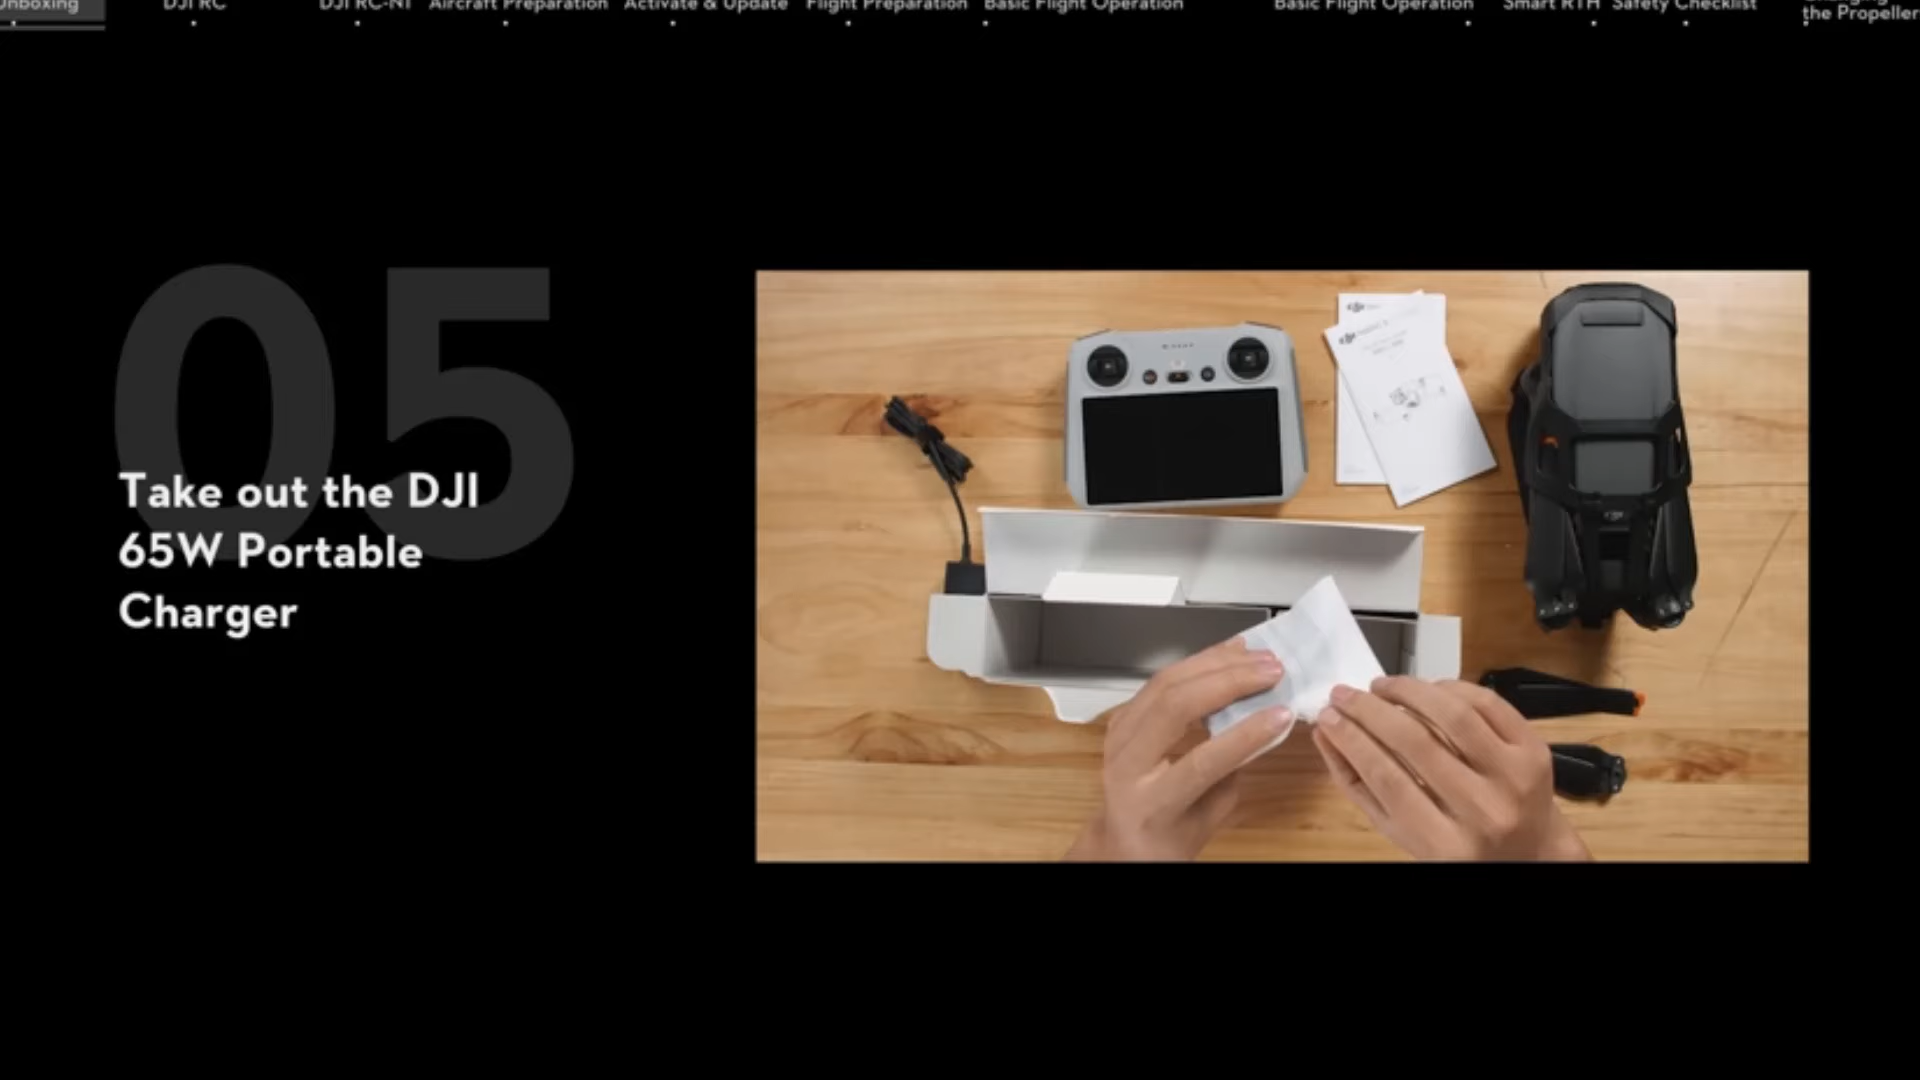 Unboxing
DJI RC
DJI RC-N1
Aircraft Preparation
Activate & Update
Flight Preparation
Basic Flight Operation
Basic Flight Operation
Smart RTH
Safety Checklist
the Propeller
05
Take out the DJI
65W Portable
Charger